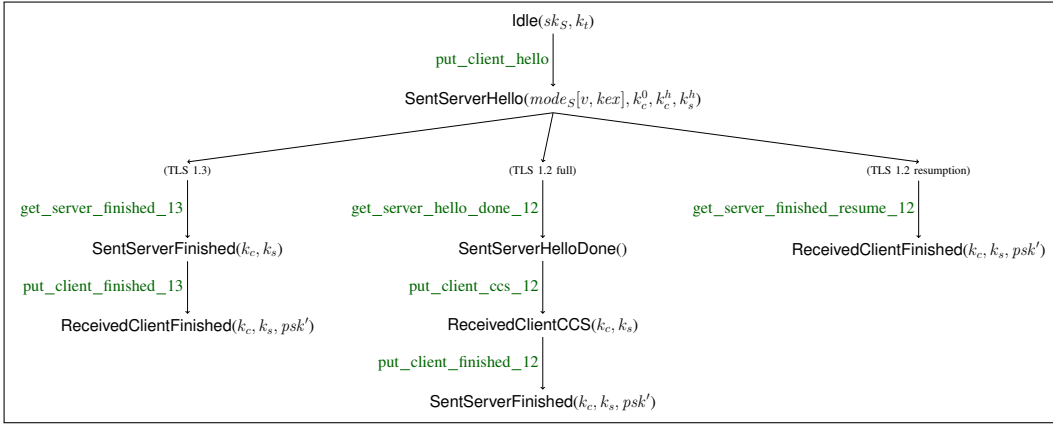 Idle(sk_S, k_t)
put_client_hello
SentServerHello(mode_S[v, kex], k_c^0, k_c^h, k_s^h)
(TLS 1.3)
(TLS 1.2 full)
(TLS 1.2 resumption)
get_server_finished_13
get_server_hello_done_12
get_server_finished_resume_12
SentServerFinished(k_c, k_s)
SentServerHelloDone()
ReceivedClientFinished(k_c, k_s, psk′)
put_client_finished_13
put_client_ccs_12
ReceivedClientFinished(k_c, k_s, psk′)
ReceivedClientCCS(k_c, k_s)
put_client_finished_12
SentServerFinished(k_c, k_s, psk′)